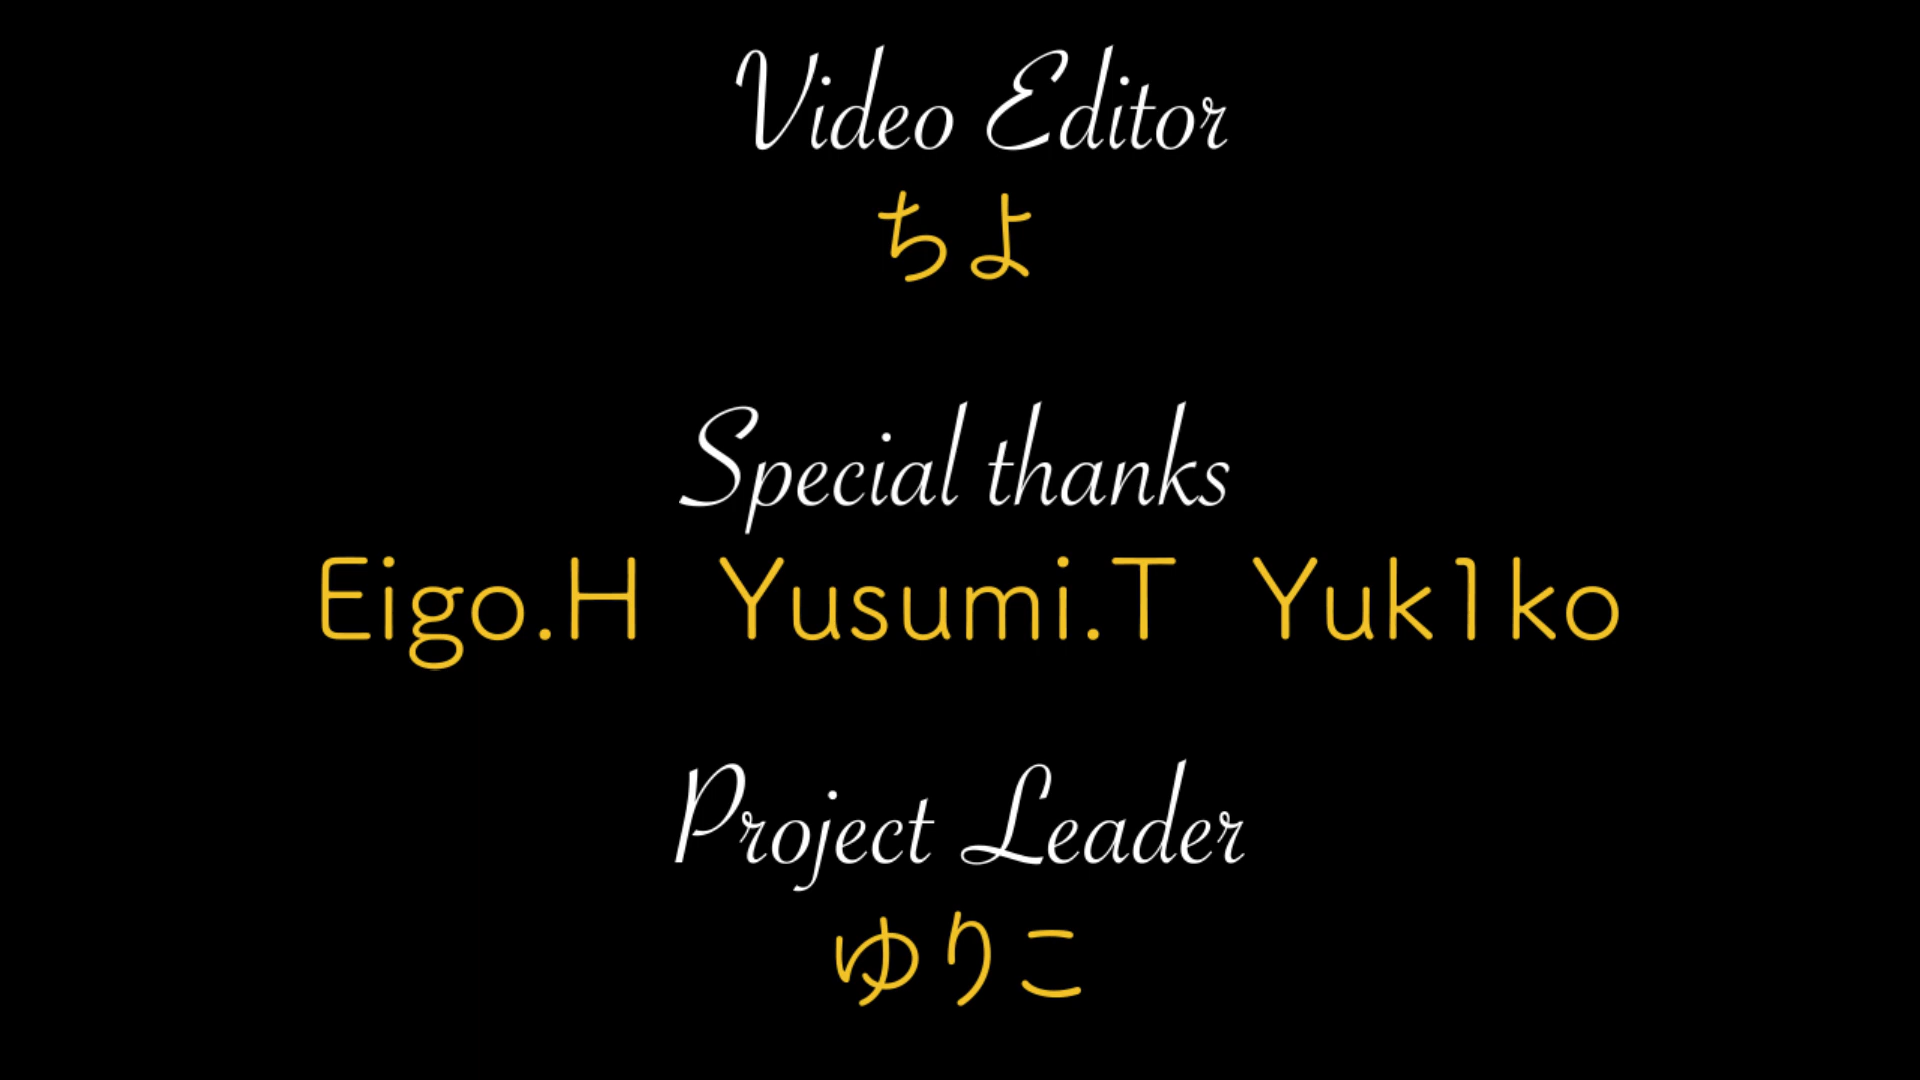 Video Editor
ちよ
Special thanks
Eigo.H Yusumi.T Yuk1ko
Project Leader
ゆりこ